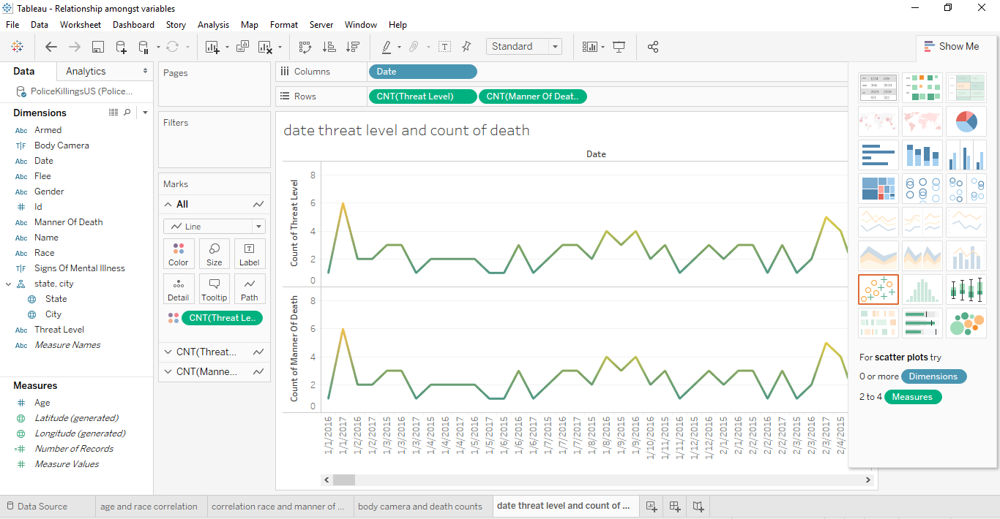 Tableau - Relationship amongst variables
File Data Worksheet Dashboard Story Analysis Map Format Server Window Help
Standard
Show Me
Data Analytics
PoliceKillingsUS (Police...
Dimensions
Abc Armed
T|F Body Camera
Abc Date
Abc Flee
Abc Gender
# Id
Abc Manner Of Death
Abc Name
Abc Race
T|F Signs Of Mental Illness
state, city
State
City
Abc Threat Level
Abc Measure Names
Measures
# Age
Latitude (generated)
Longitude (generated)
=# Number of Records
# Measure Values
Pages
Filters
Marks
All
Line
Color Size Label
Detail Tooltip Path
CNT(Threat Le..
CNT(Threat...
CNT(Manne...
Columns Date
Rows CNT(Threat Level) CNT(Manner Of Deat..
date threat level and count of death
Date
Count of Threat Level
8
6
4
2
0
Count of Manner Of Death
8
6
4
2
0
1/1/2016
1/1/2017
1/2/2016
1/2/2017
1/3/2016
1/3/2016
1/3/2017
1/4/2015
1/4/2016
1/4/2017
1/5/2016
1/5/2017
1/6/2015
1/6/2016
1/6/2017
1/7/2015
1/7/2016
1/7/2017
1/8/2015
1/8/2016
1/9/2015
1/9/2016
1/10/2016
1/11/2015
1/11/2016
1/12/2016
1/12/2016
2/1/2015
2/1/2016
2/2/2015
2/2/2016
2/2/2017
2/3/2015
2/3/2016
2/3/2017
2/4/2015
For scatter plots try
0 or more Dimensions
2 to 4 Measures
Data Source age and race correlation correlation race and manner of ... body camera and death counts date threat level and count of ...